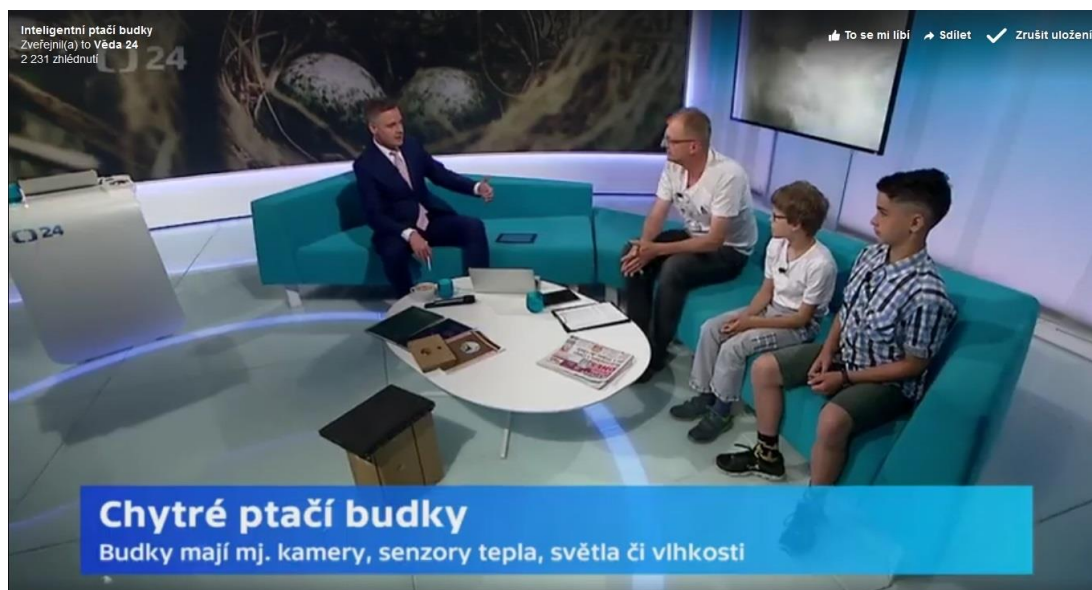 Inteligentní ptačí budky
Zveřejnil(a) to Věda 24
2 231 zhlédnutí
24
To se mi líbí
Sdílet
Zrušit uložení
24
Chytré ptačí budky
Budky mají mj. kamery, senzory tepla, světla či vlhkosti